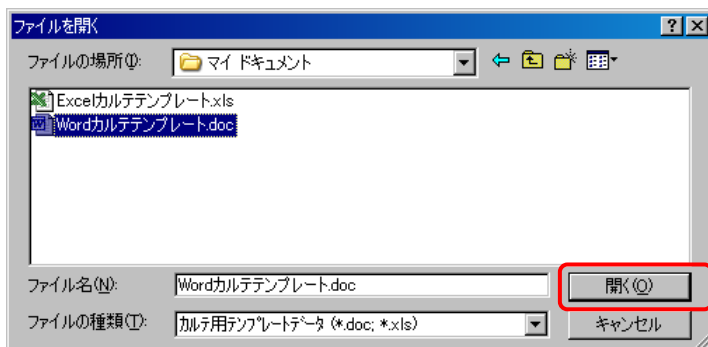 ファイルを開く
ファイルの場所(I):
マイ ドキュメント
Excelカルテテンプレート.xls
Wordカルテテンプレート.doc
ファイル名(N):
Wordカルテテンプレート.doc
開く(O)
ファイルの種類(T):
カルテ用テンプレートデータ (*.doc; *.xls)
キャンセル